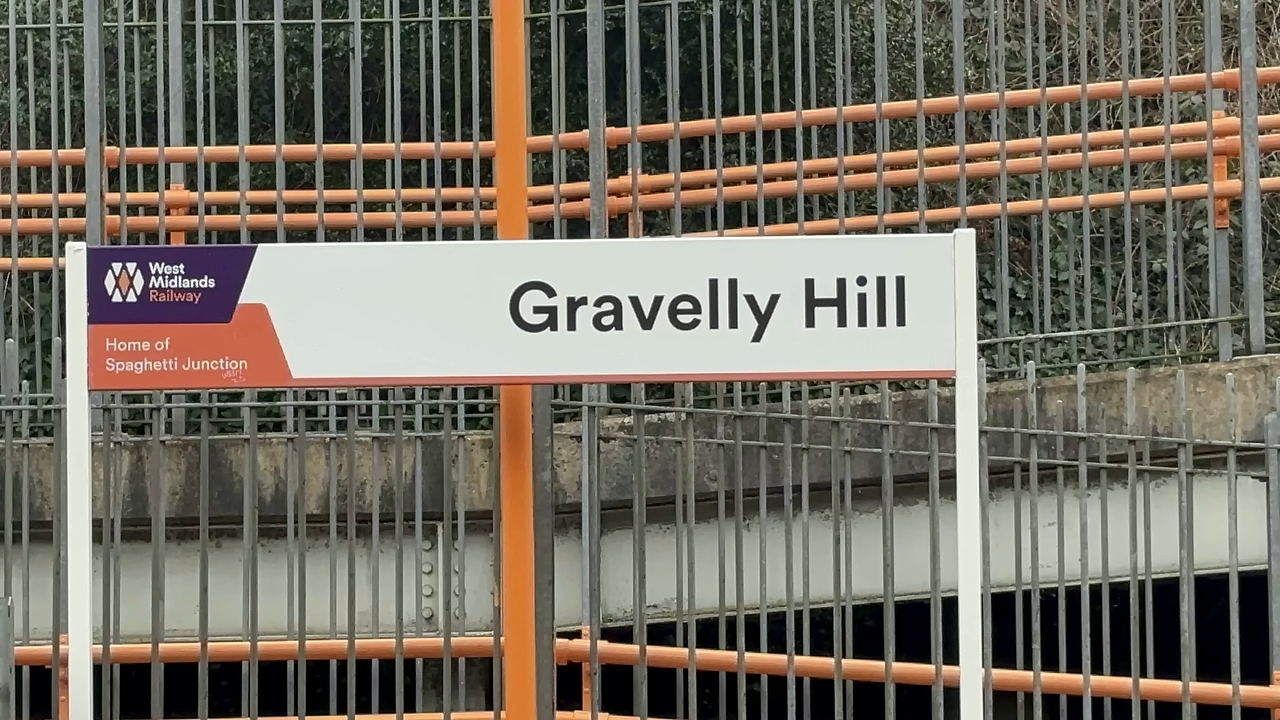 West
Midlands
Railway
Home of
Spaghetti Junction
Gravelly Hill